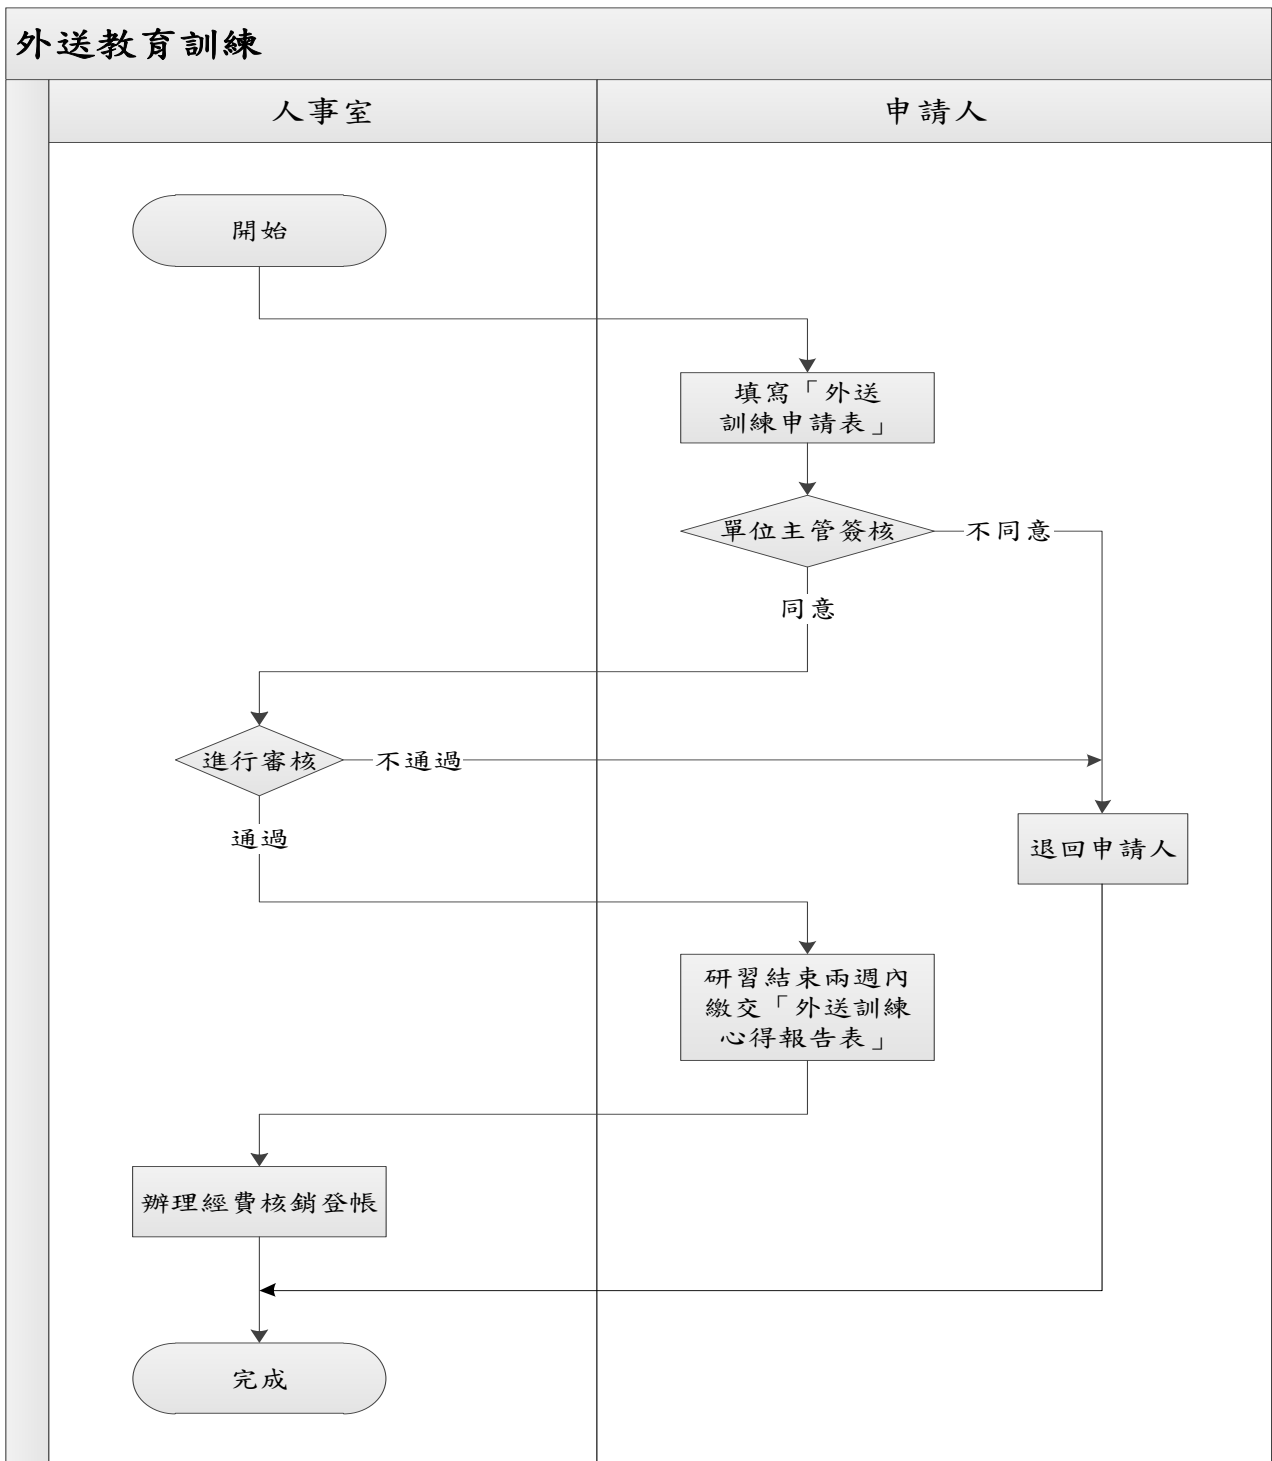 外送教育訓練
人事室
申請人
開始
填寫「外送
訓練申請表」
單位主管簽核
不同意
同意
進行審核
不通過
通過
退回申請人
研習結束兩週內
繳交「外送訓練
心得報告表」
辦理經費核銷登帳
完成